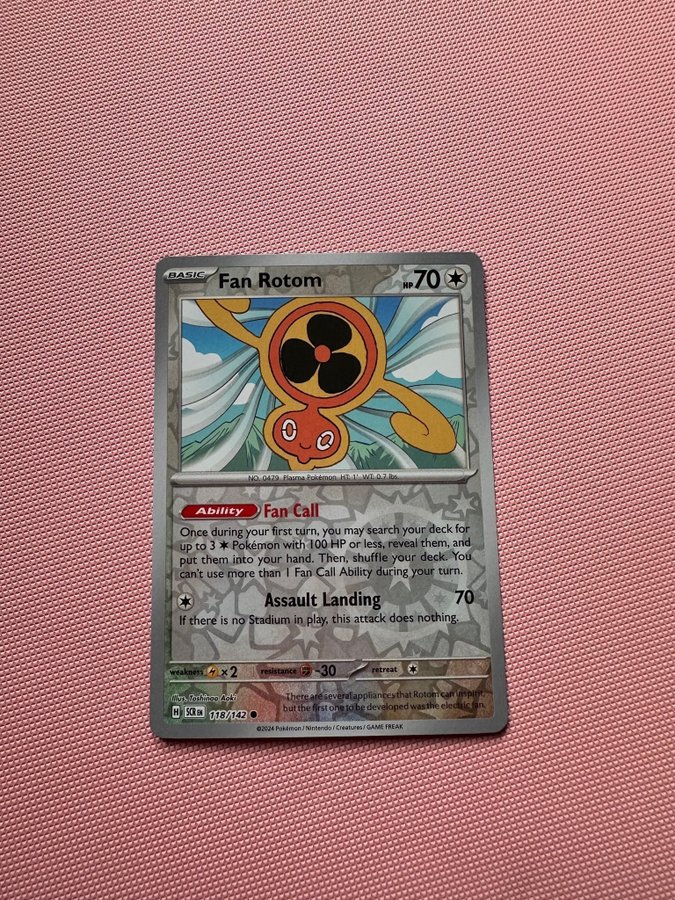 BASIC Fan Rotom HP 70
NO. 0479 Plasma Pokémon HT: 1' WT: 0.7 lbs.
Ability Fan Call
Once during your first turn, you may search your deck for
up to 3 Pokémon with 100 HP or less, reveal them, and
put them into your hand. Then, shuffle your deck. You
can't use more than 1 Fan Call Ability during your turn.
Assault Landing 70
If there is no Stadium in play, this attack does nothing.
weakness ×2 resistance -30 retreat
Illus. Toshinao Aoki
There are several appliances that Rotom can inspirit,
but the first one to be developed was the electric fan.
H SCR EN 118/142
©2024 Pokémon / Nintendo / Creatures / GAME FREAK